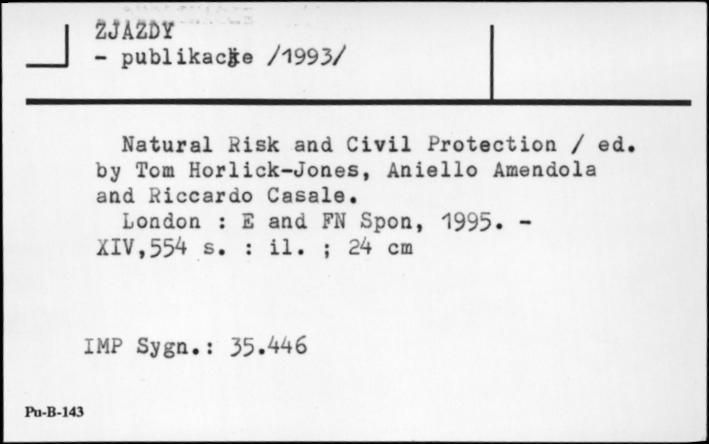 ZJAZDY
- publikacje /1993/
Natural Risk and Civil Protection / ed.
by Tom Horlick-Jones, Aniello Amendola
and Riccardo Casale.
London : E and FN Spon, 1995. -
XIV,554 s. : il. ; 24 cm
IMP Sygn.: 35.446
Pu-B-143